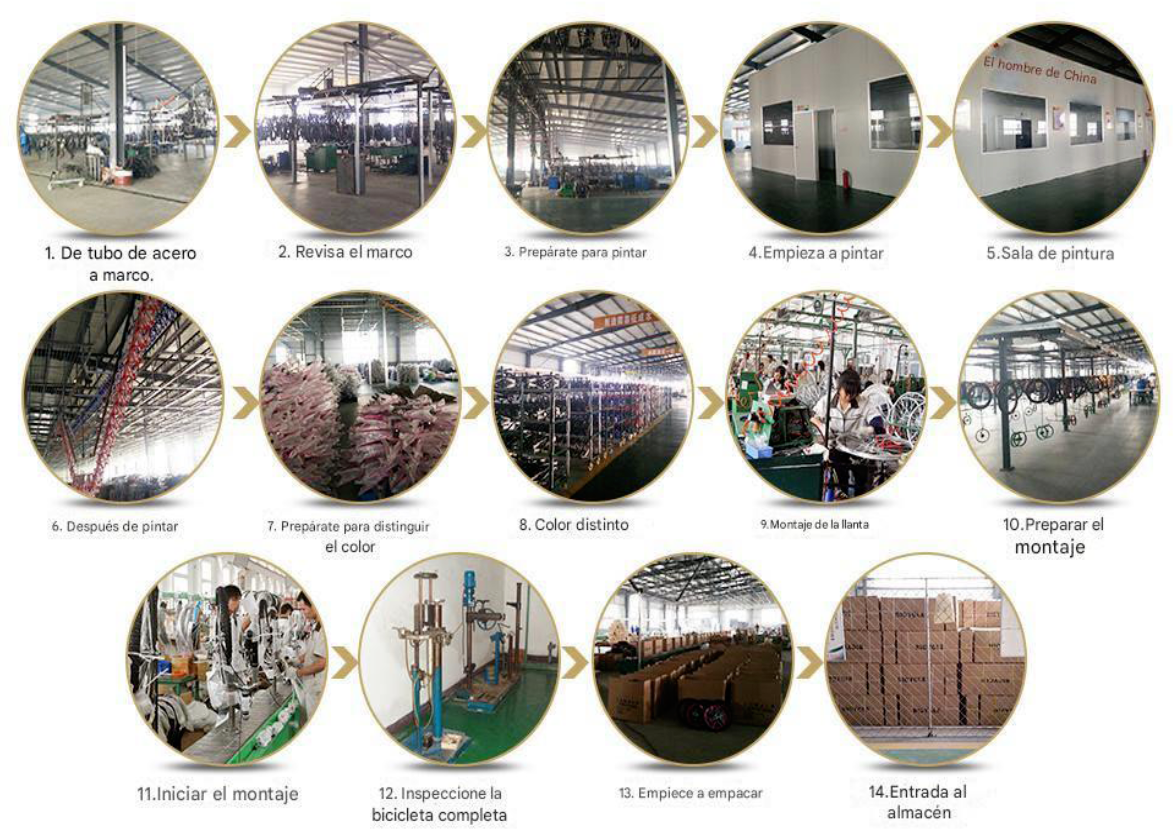 El hombre de China
1. De tubo de acero
a marco.
2. Revisa el marco
3. Prepárate para pintar
4.Empieza a pintar
5.Sala de pintura
6. Después de pintar
7. Prepárate para distinguir
el color
8. Color distinto
9.Montaje de la llanta
10.Preparar el
montaje
11.Iniciar el montaje
12. Inspeccione la
bicicleta completa
13. Empiece a empacar
14.Entrada al
almacén